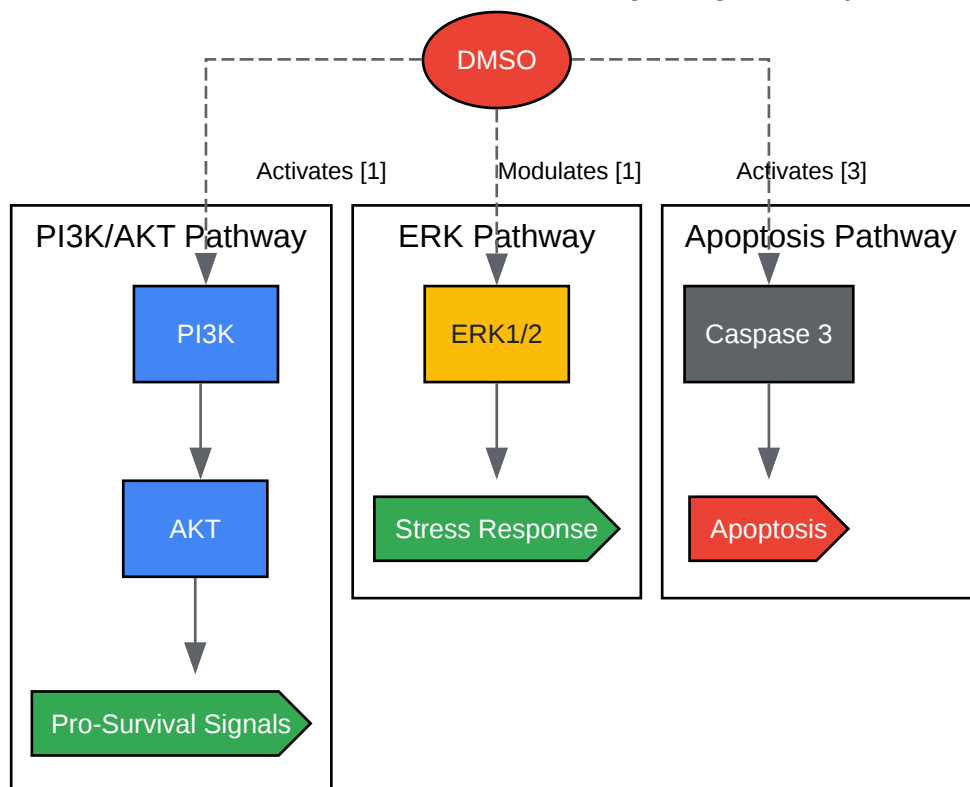 DMSO
Activates [1]
Modulates [1]
Activates [3]
PI3K/AKT Pathway
ERK Pathway
Apoptosis Pathway
PI3K
ERK1/2
Caspase 3
AKT
Stress Response
Apoptosis
Pro-Survival Signals